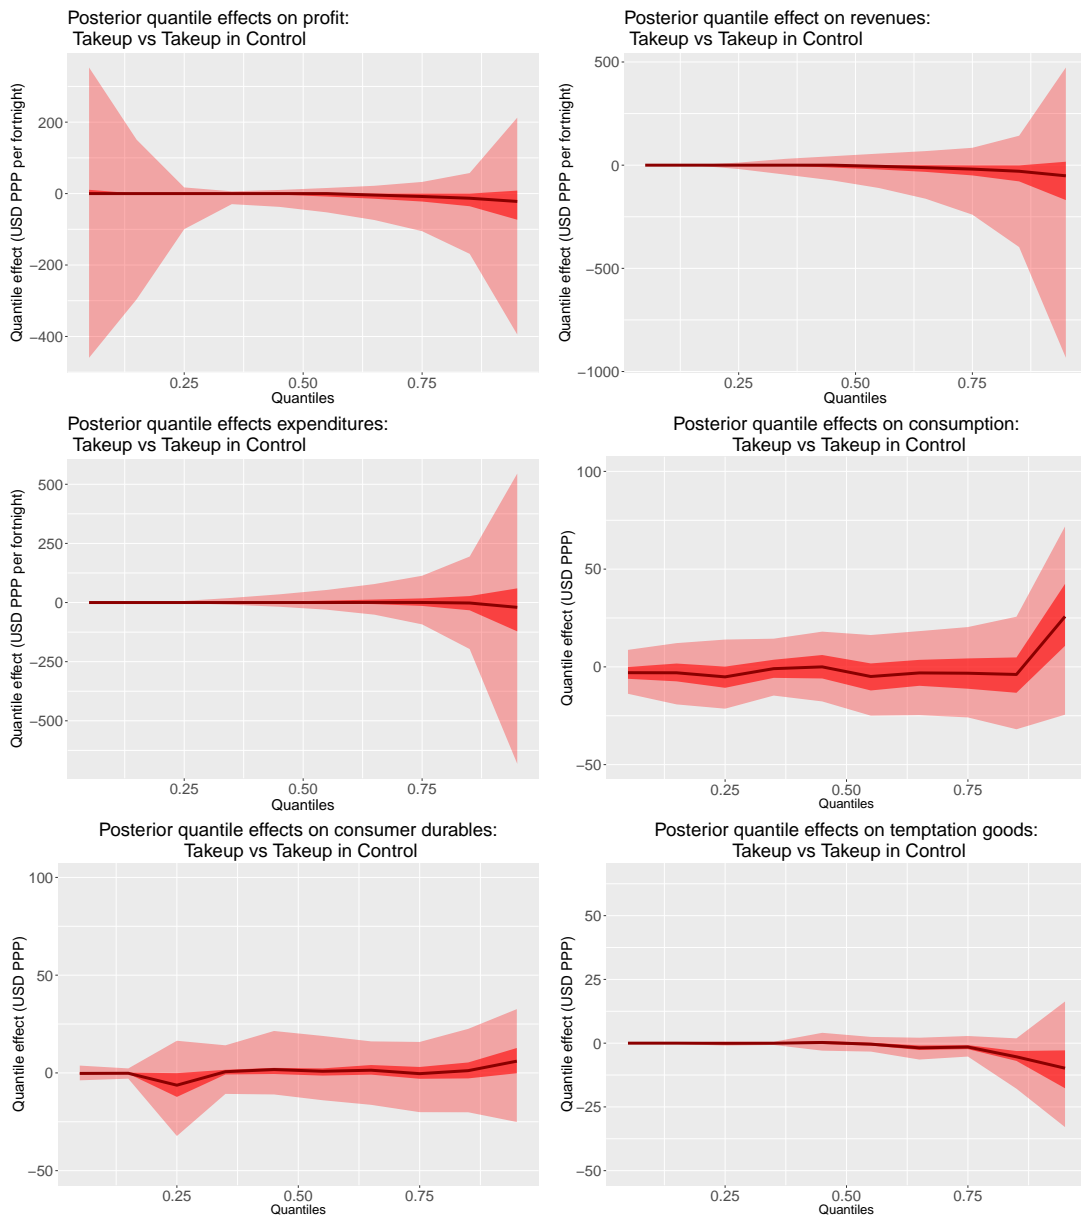 Posterior quantile effects on profit:
Takeup vs Takeup in Control
Quantile effect (USD PPP per fortnight)
200
0
−200
−400
0.25
0.50
0.75
Quantiles
Posterior quantile effect on revenues:
Takeup vs Takeup in Control
Quantile effect (USD PPP per fortnight)
500
0
−500
−1000
0.25
0.50
0.75
Quantiles
Posterior quantile effects expenditures:
Takeup vs Takeup in Control
Quantile effect (USD PPP per fortnight)
500
250
0
−250
−500
0.25
0.50
0.75
Quantiles
Posterior quantile effects on consumption:
Takeup vs Takeup in Control
Quantile effect (USD PPP)
100
50
0
−50
0.25
0.50
0.75
Quantiles
Posterior quantile effects on consumer durables:
Takeup vs Takeup in Control
Quantile effect (USD PPP)
100
50
0
−50
0.25
0.50
0.75
Quantiles
Posterior quantile effects on temptation goods:
Takeup vs Takeup in Control
Quantile effect (USD PPP)
50
25
0
−25
−50
0.25
0.50
0.75
Quantiles